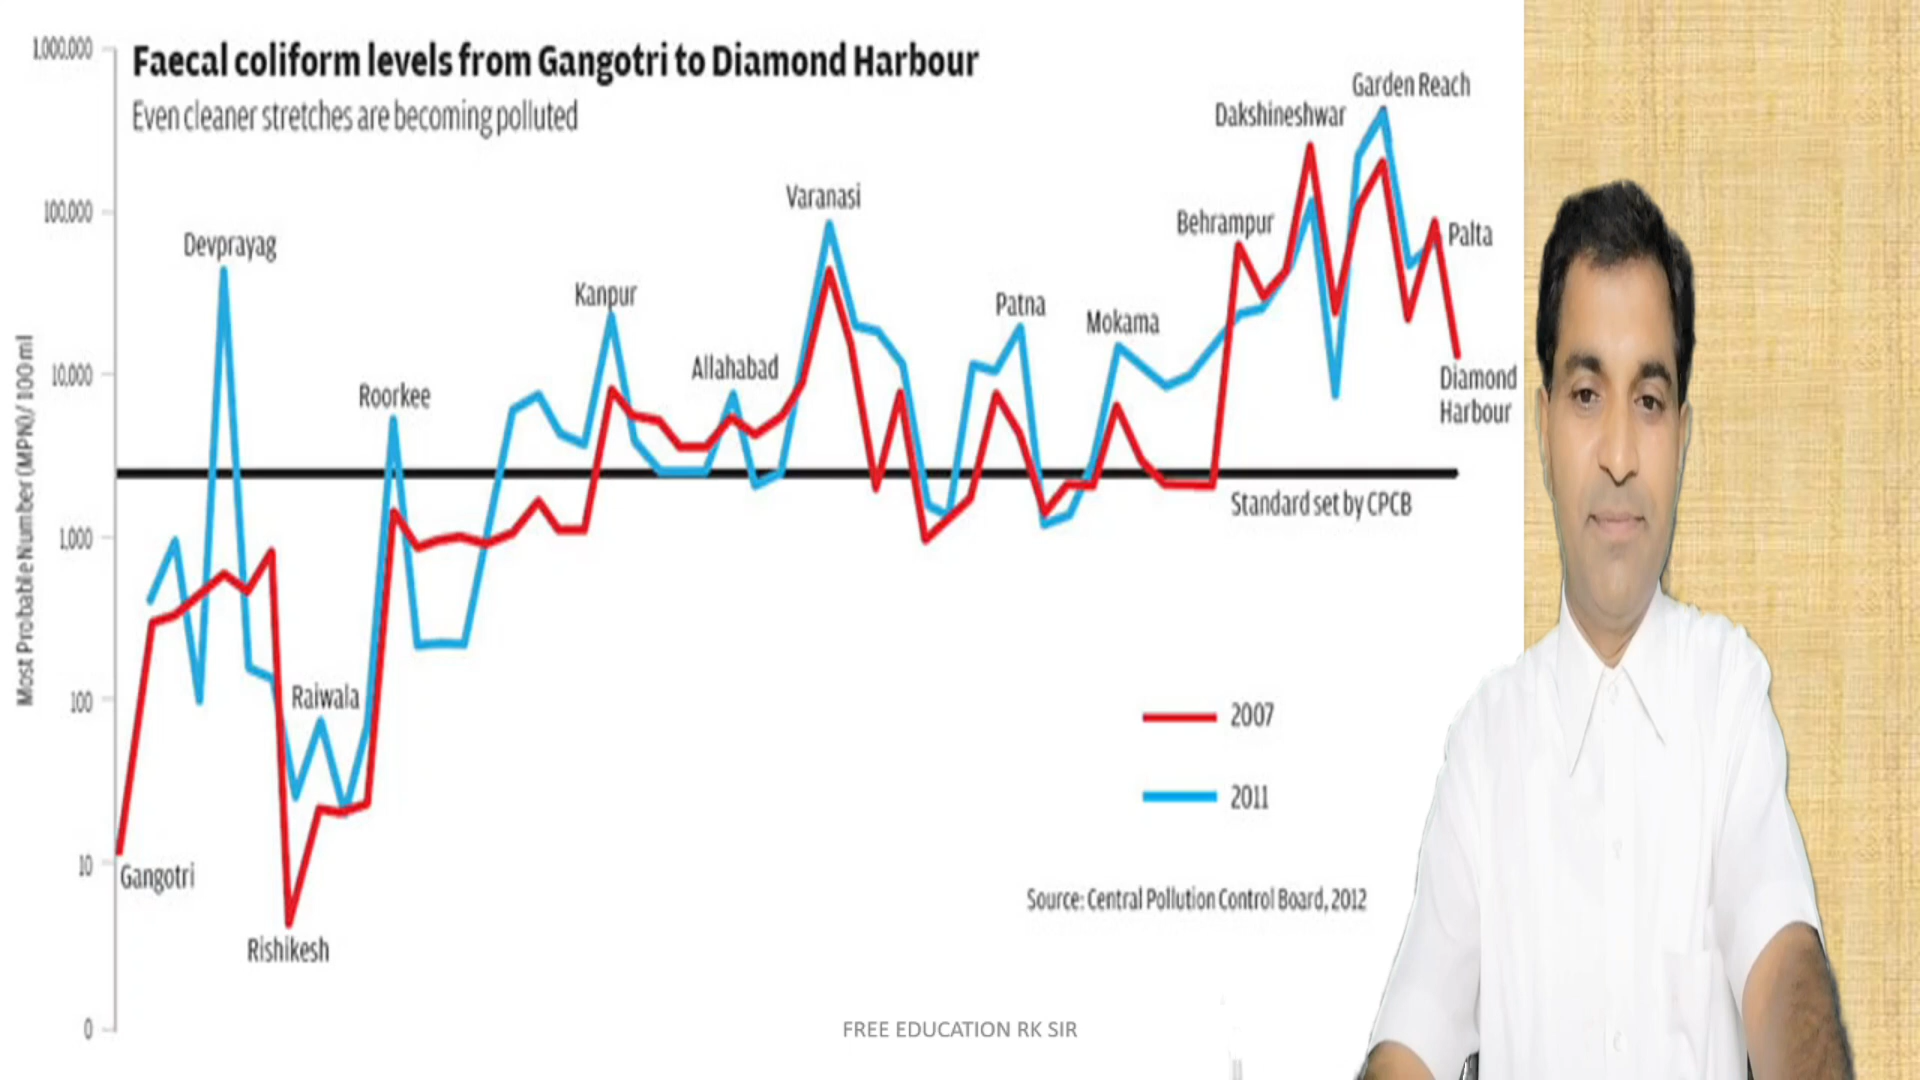 1,000,000
Faecal coliform levels from Gangotri to Diamond Harbour
Even cleaner stretches are becoming polluted
Garden Reach
Dakshineshwar
Varanasi
100,000
Behrampur
Palta
Devprayag
Kanpur
Patna
Mokama
Allahabad
10,000
Diamond
Harbour
Roorkee
Most Probable Number (MPN)/ 100 ml
Standard set by CPCB
1,000
Raiwala
100
2007
2011
10
Gangotri
Source: Central Pollution Control Board, 2012
Rishikesh
0
FREE EDUCATION RK SIR